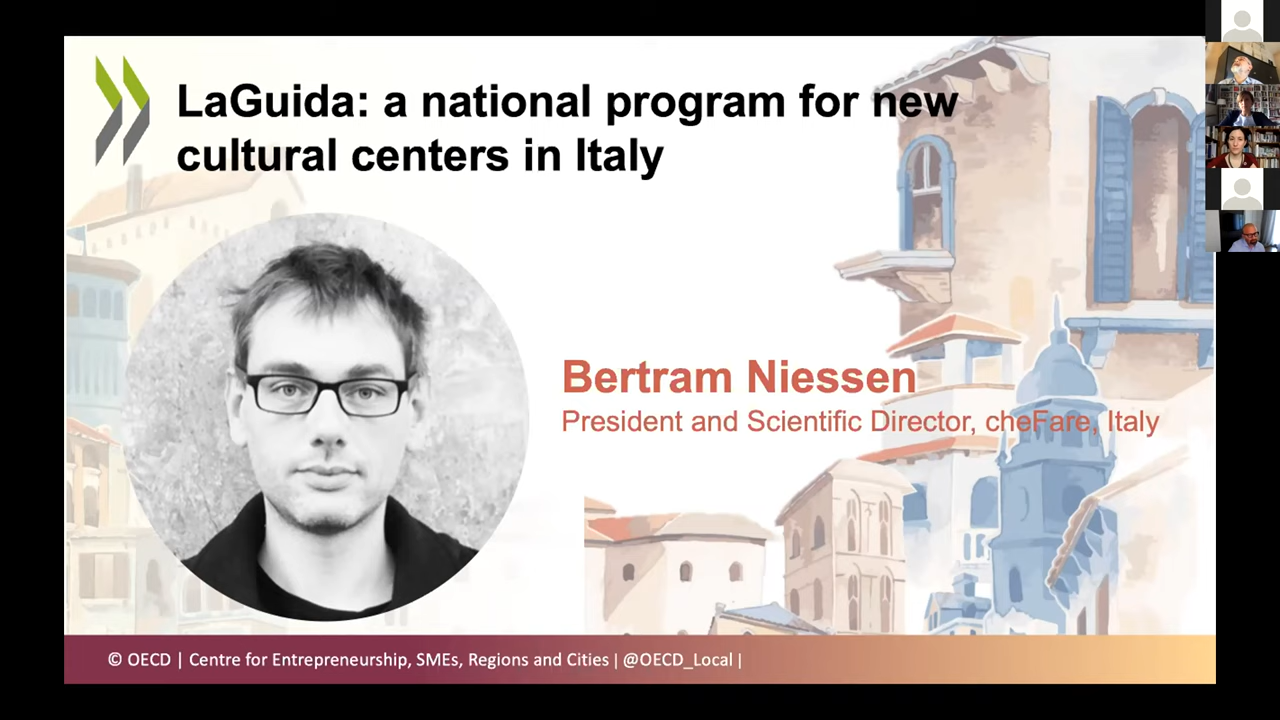 LaGuida: a national program for new
cultural centers in Italy
Bertram Niessen
President and Scientific Director, cheFare, Italy
© OECD | Centre for Entrepreneurship, SMEs, Regions and Cities | @OECD_Local |